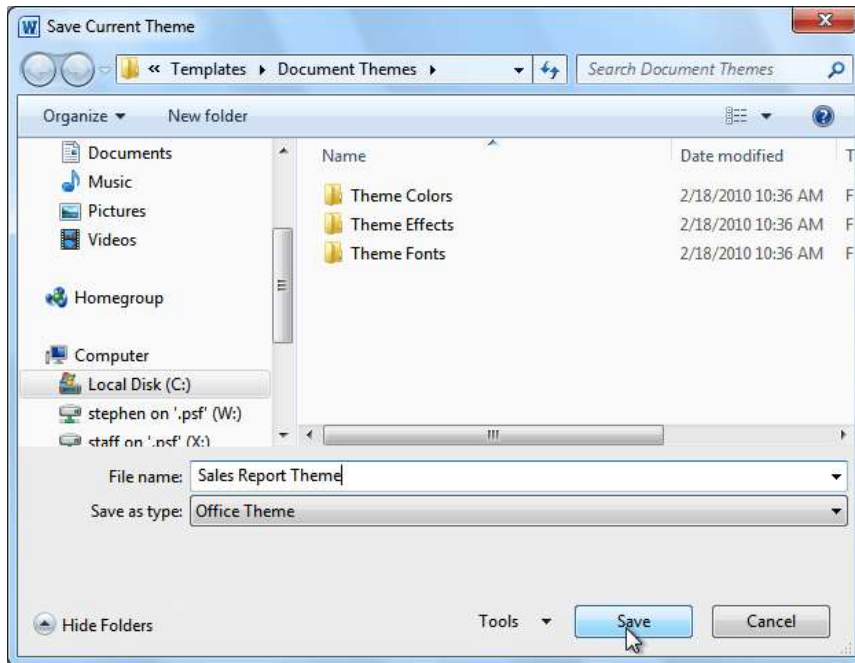 Save Current Theme
« Templates Document Themes
Search Document Themes
Organize
New folder
Documents
Music
Pictures
Videos
Homegroup
Computer
Local Disk (C:)
stephen on '.psf' (W:)
staff on '.psf' (X:)
Name Date modified T
Theme Colors 2/18/2010 10:36 AM F
Theme Effects 2/18/2010 10:36 AM F
Theme Fonts 2/18/2010 10:36 AM F
File name: Sales Report Theme
Save as type: Office Theme
Hide Folders
Tools
Save
Cancel